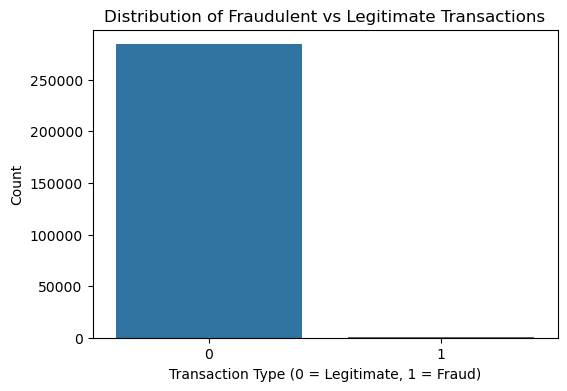 Distribution of Fraudulent vs Legitimate Transactions
250000
200000
150000
100000
50000
0
Count
0 1
Transaction Type (0 = Legitimate, 1 = Fraud)